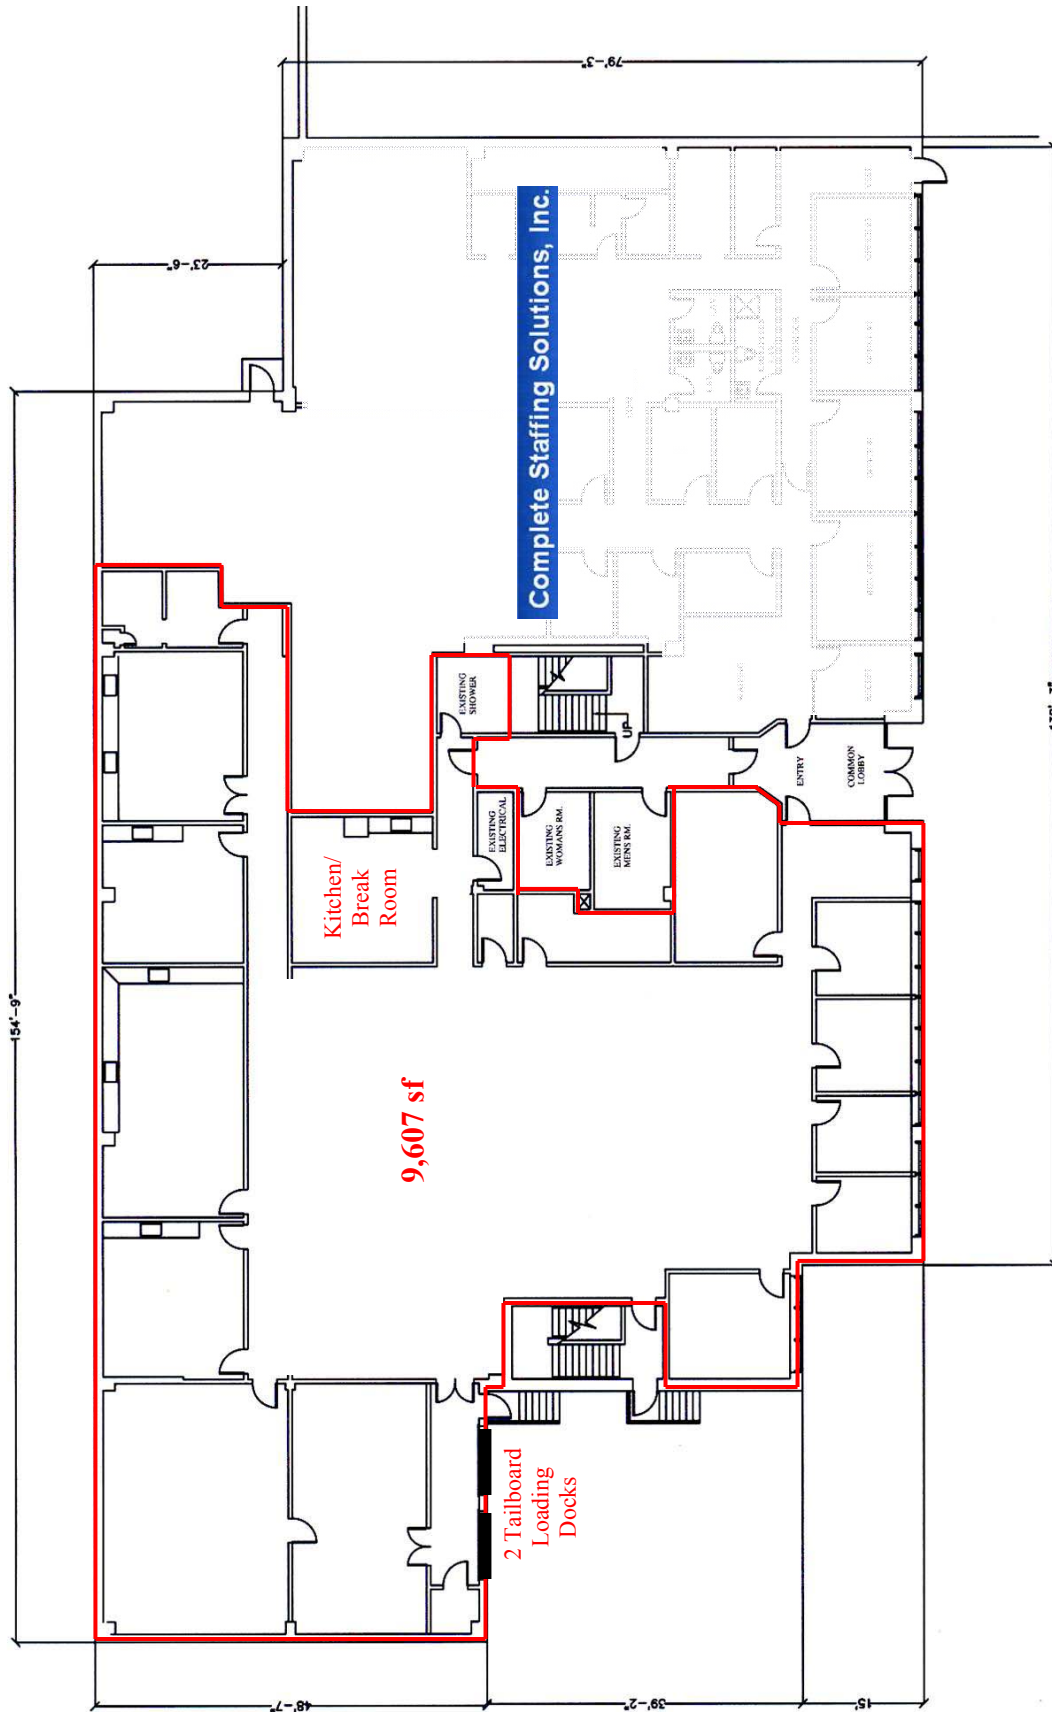 79'-3"
23'-6"
154'-9"
Complete Staffing Solutions, Inc.
EXISTING
SHOWER
UP
ENTRY
COMMON
LOBBY
EXISTING
ELECTRICAL
EXISTING
WOMANS RM.
EXISTING
MENS RM.
Kitchen/
Break
Room
9,607 sf
2 Tailboard
Loading
Docks
48'-7"
39'-2"
15'